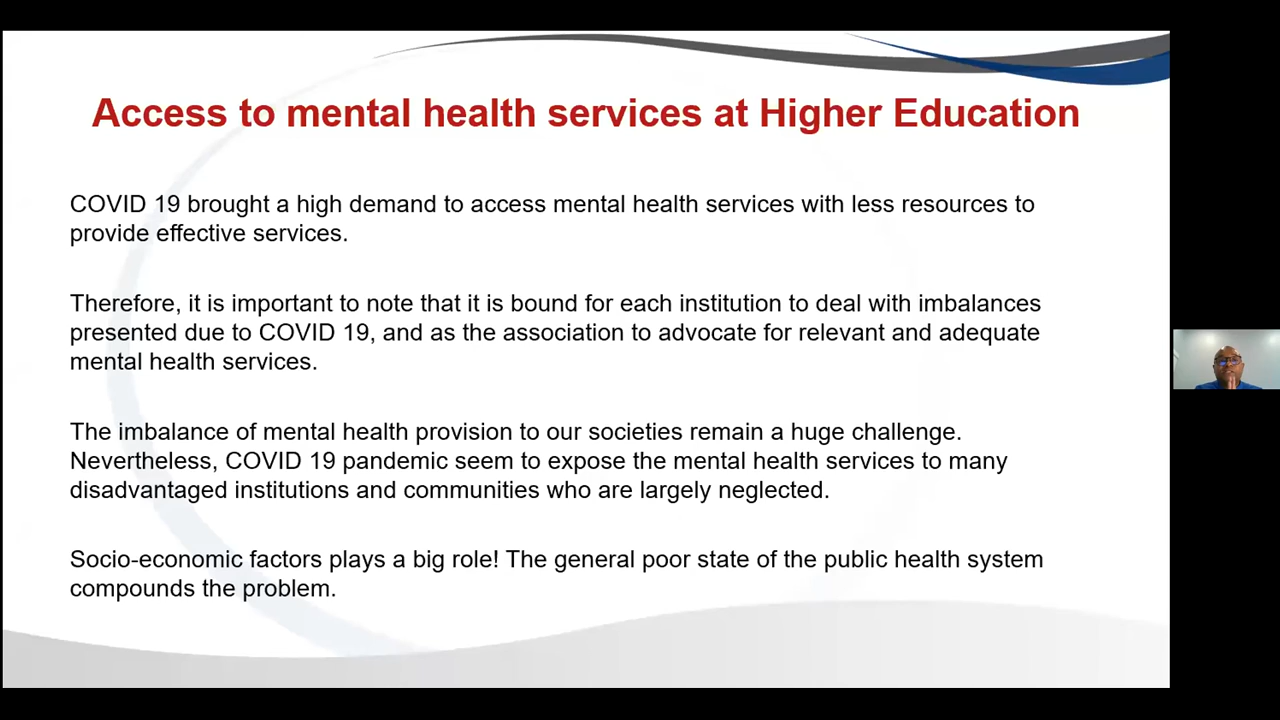 Access to mental health services at Higher Education
COVID 19 brought a high demand to access mental health services with less resources to
provide effective services.
Therefore, it is important to note that it is bound for each institution to deal with imbalances
presented due to COVID 19, and as the association to advocate for relevant and adequate
mental health services.
The imbalance of mental health provision to our societies remain a huge challenge.
Nevertheless, COVID 19 pandemic seem to expose the mental health services to many
disadvantaged institutions and communities who are largely neglected.
Socio-economic factors plays a big role! The general poor state of the public health system
compounds the problem.